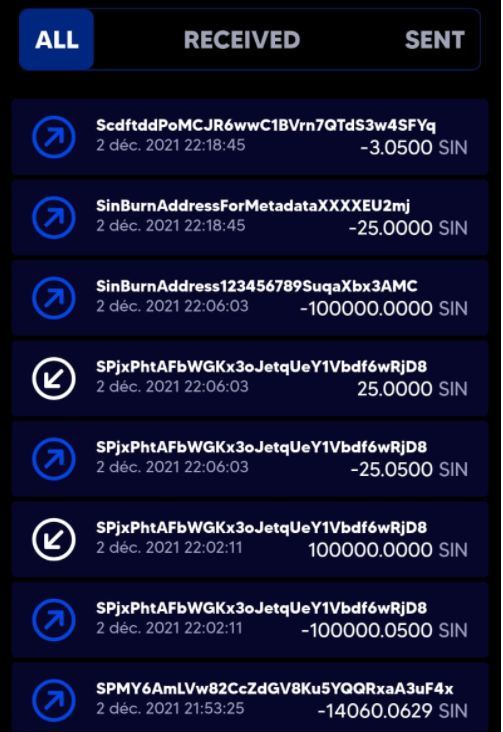 ALL RECEIVED SENT
ScdftddPoMCJR6wwC1BVrn7QTdS3w4SFYq
2 déc. 2021 22:18:45 -3.0500 SIN
SinBurnAddressForMetadataXXXXEU2mj
2 déc. 2021 22:18:45 -25.0000 SIN
SinBurnAddress123456789SuqaXbx3AMC
2 déc. 2021 22:06:03 -100000.0000 SIN
SPjxPhtAFbWGKx3oJetqUeY1Vbdf6wRjD8
2 déc. 2021 22:06:03 25.0000 SIN
SPjxPhtAFbWGKx3oJetqUeY1Vbdf6wRjD8
2 déc. 2021 22:06:03 -25.0500 SIN
SPjxPhtAFbWGKx3oJetqUeY1Vbdf6wRjD8
2 déc. 2021 22:02:11 100000.0000 SIN
SPjxPhtAFbWGKx3oJetqUeY1Vbdf6wRjD8
2 déc. 2021 22:02:11 -100000.0500 SIN
SPMY6AmLVw82CcZdGV8Ku5YQQRxaA3uF4x
2 déc. 2021 21:53:25 -14060.0629 SIN